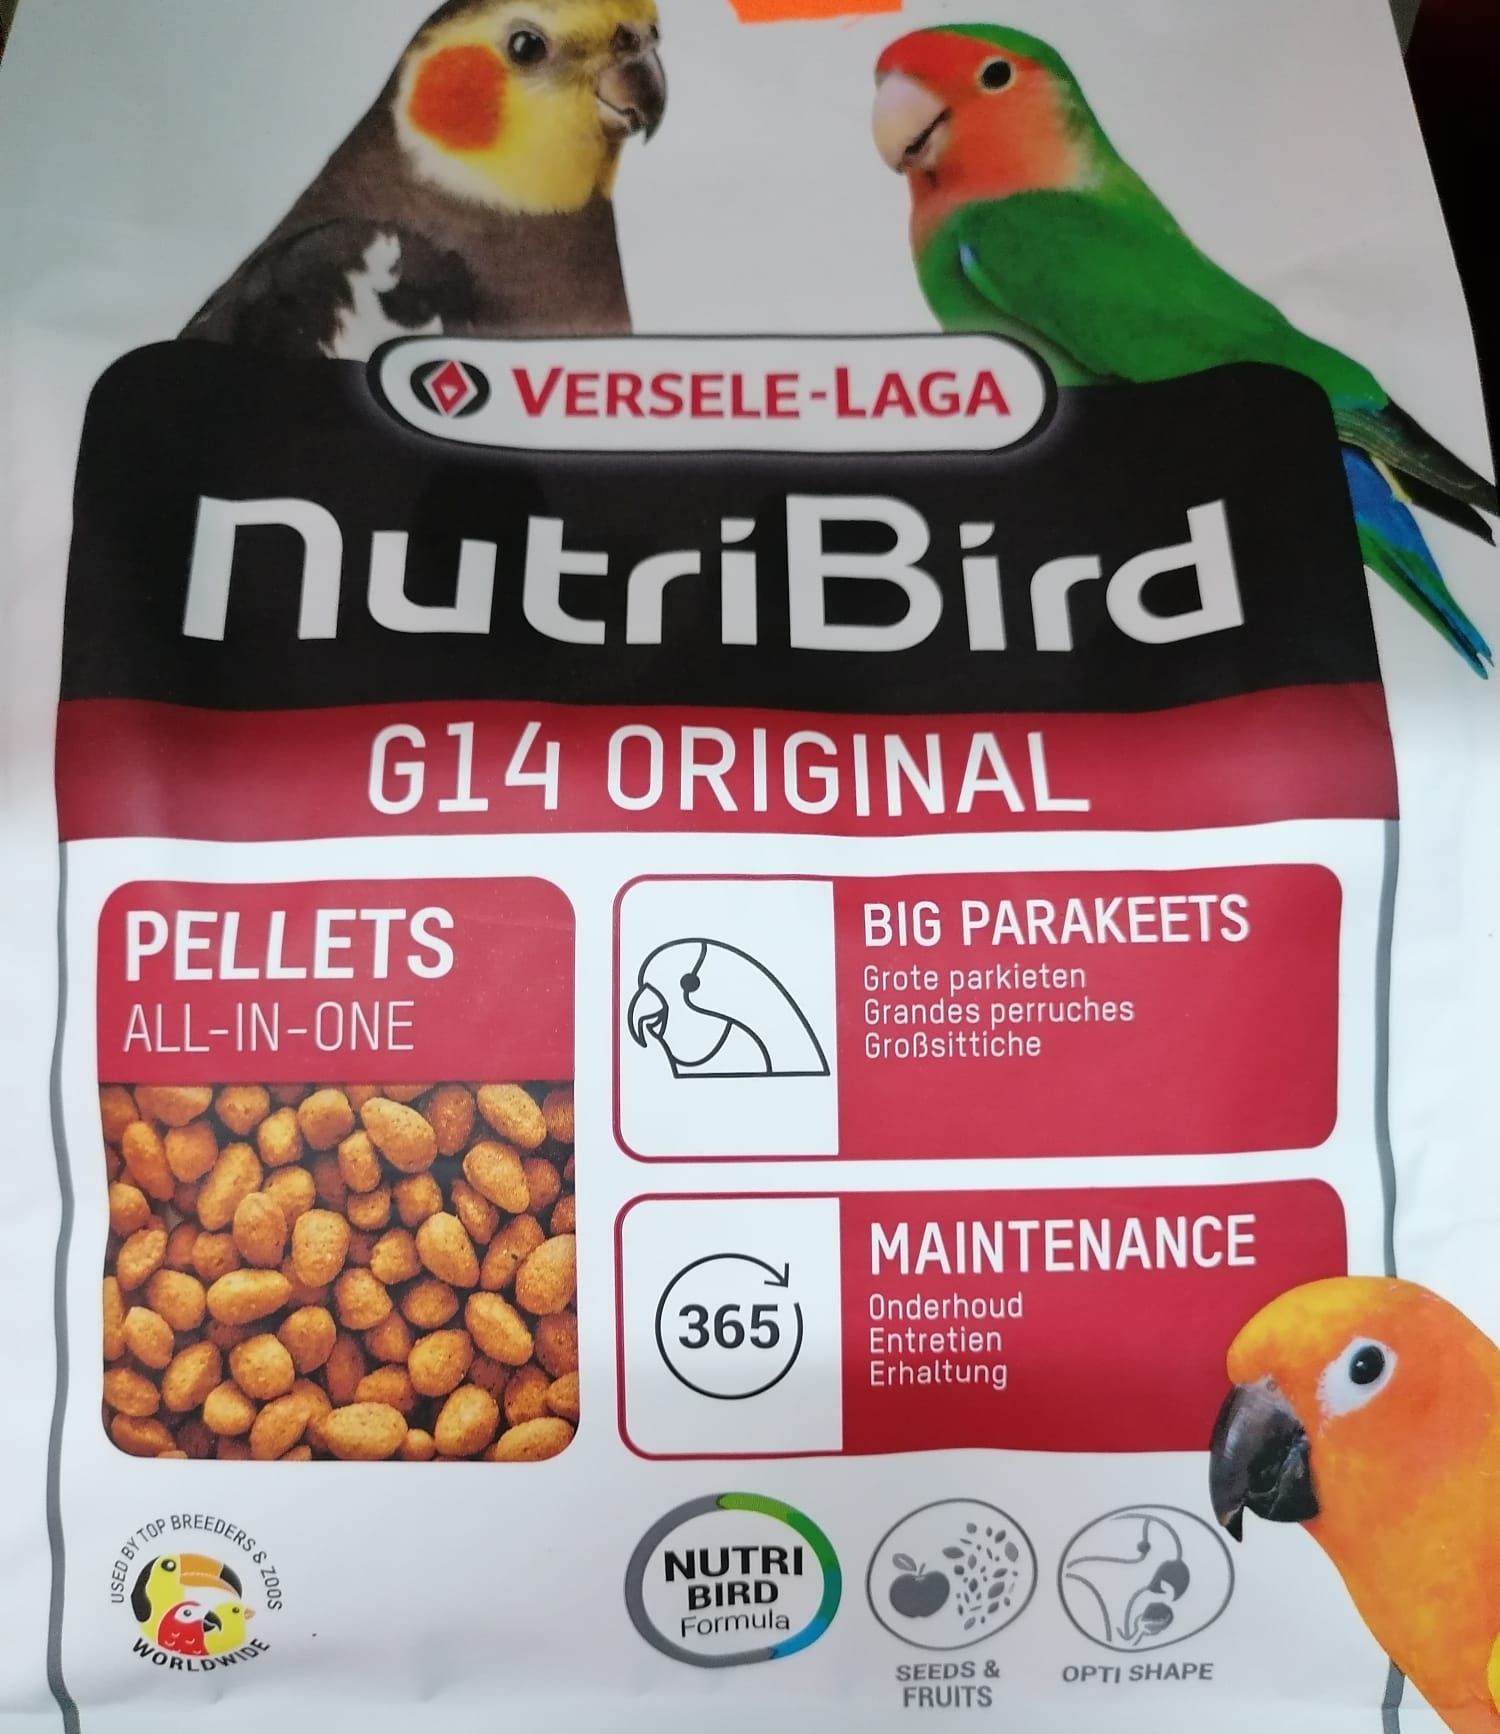 VERSELE-LAGA
NutriBird
G14 ORIGINAL
PELLETS
ALL-IN-ONE
BIG PARAKEETS
Grote parkieten
Grandes perruches
Großsittiche
365
MAINTENANCE
Onderhoud
Entretien
Erhaltung
USED BY TOP BREEDERS & ZOOS
WORLDWIDE
NUTRI
BIRD
Formula
SEEDS &
FRUITS
OPTI SHAPE